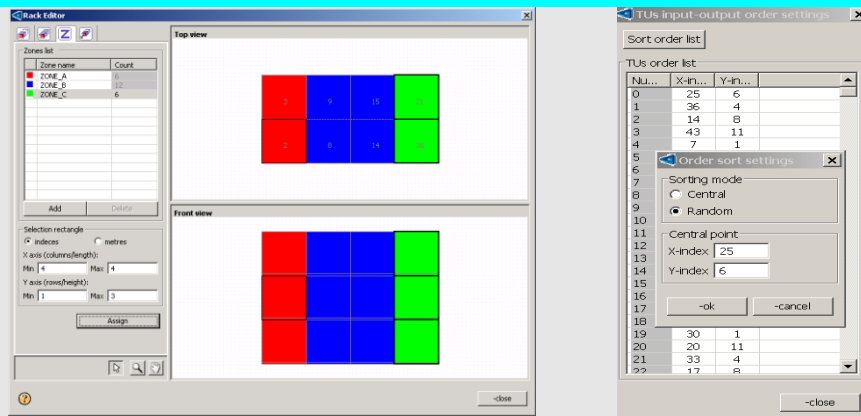 Rack Editor
Zones list
Zone name Count
ZONE_A 6
ZONE_B 12
ZONE_C 6
Add Delete
Selection rectangle
indeces metres
X axis (columns/length):
Min 4 Max 4
Y axis (rows/height):
Min 1 Max 3
Assign
Top view
3 9 15 21
2 8 14 20
Front view
-close
TUs input-output order settings
Sort order list
TUs order list
Nu... X-in... Y-in...
0 25 6
1 36 4
2 14 8
3 43 11
4 7 1
5
6
7
8
9
10
11
12
13
14
15
16
17
18
19 30 1
20 20 11
21 33 4
22 17 8
Order sort settings
Sorting mode
Central
Random
Central point
X-index 25
Y-index 6
-ok -cancel
-close